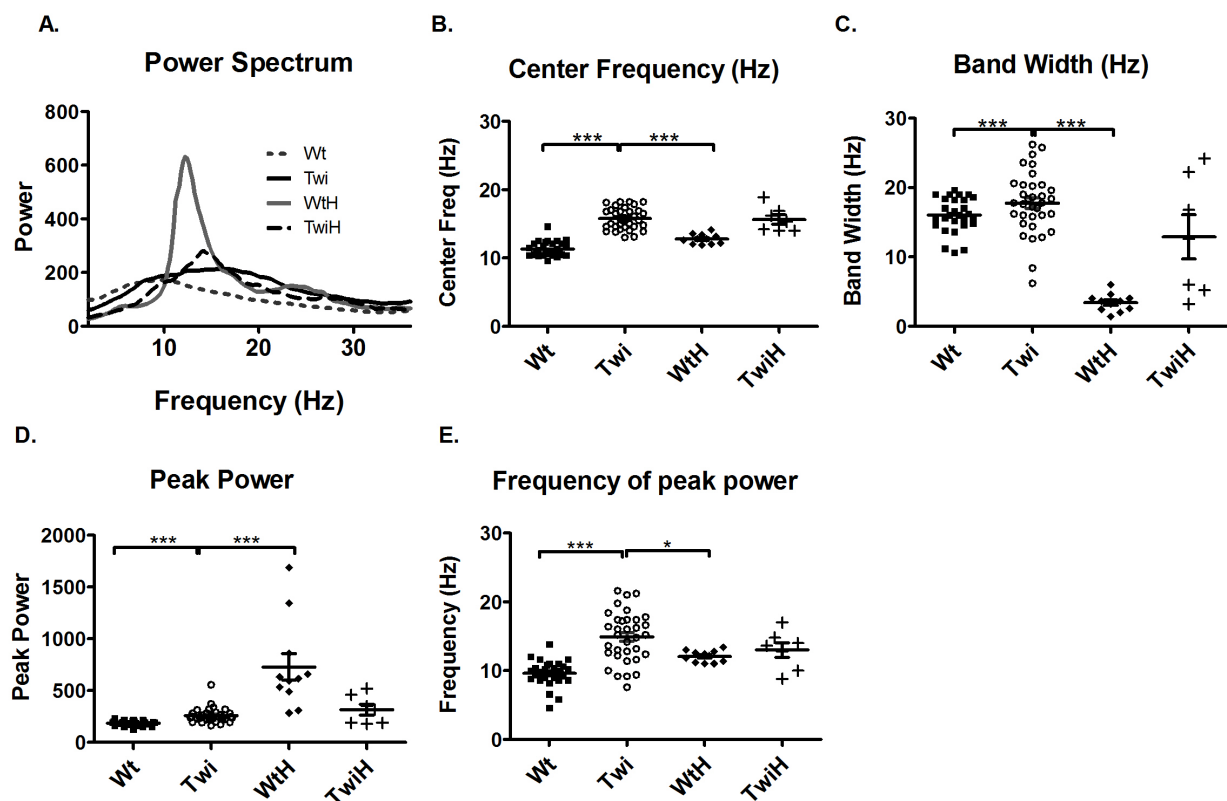 A.
Power Spectrum
800
600
400
200
0
Power
10
20
30
Frequency (Hz)
Wt
Twi
WtH
TwiH
B.
Center Frequency (Hz)
30
20
10
0
Center Freq (Hz)
***
***
Wt
Twi
WtH
TwiH
C.
Band Width (Hz)
30
20
10
0
Band Width (Hz)
***
***
Wt
Twi
WtH
TwiH
D.
Peak Power
2000
1500
1000
500
0
Peak Power
***
***
Wt
Twi
WtH
TwiH
E.
Frequency of peak power
30
20
10
0
Frequency (Hz)
***
*
Wt
Twi
WtH
TwiH